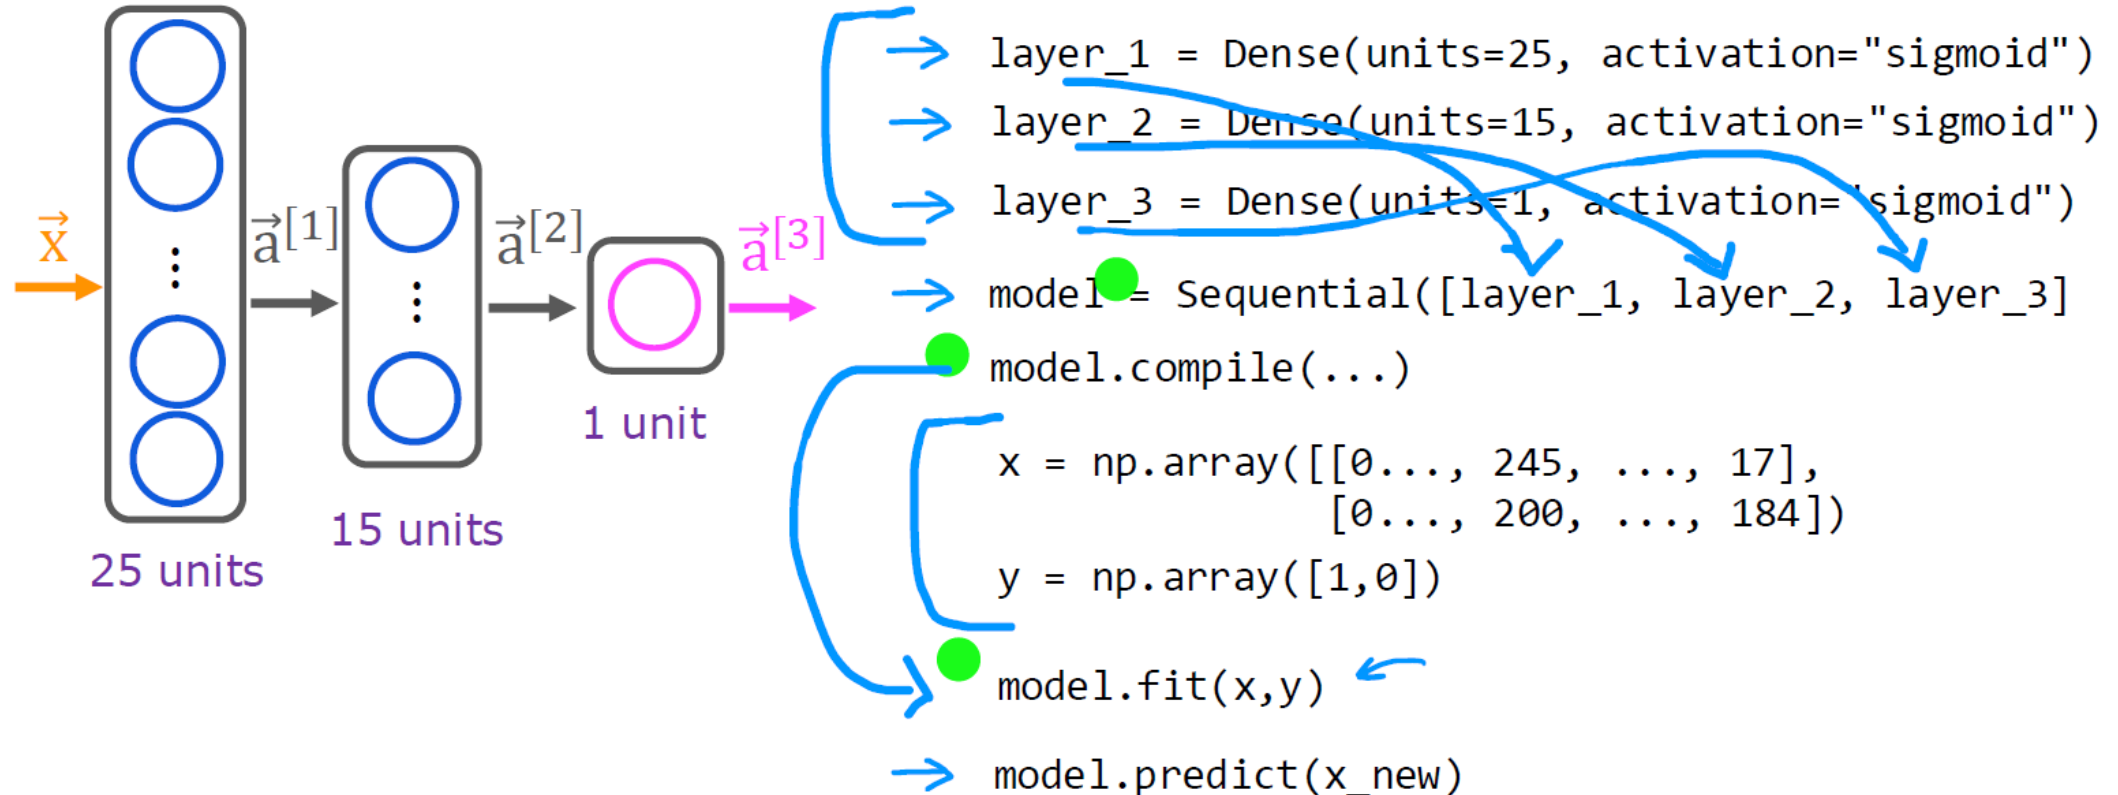 x⃗
a⃗[1]
a⃗[2]
a⃗[3]
25 units
15 units
1 unit
layer_1 = Dense(units=25, activation="sigmoid")
layer_2 = Dense(units=15, activation="sigmoid")
layer_3 = Dense(units=1, activation="sigmoid")
model = Sequential([layer_1, layer_2, layer_3]
model.compile(...)
x = np.array([[0..., 245, ..., 17],
[0..., 200, ..., 184])
y = np.array([1,0])
model.fit(x,y)
model.predict(x_new)